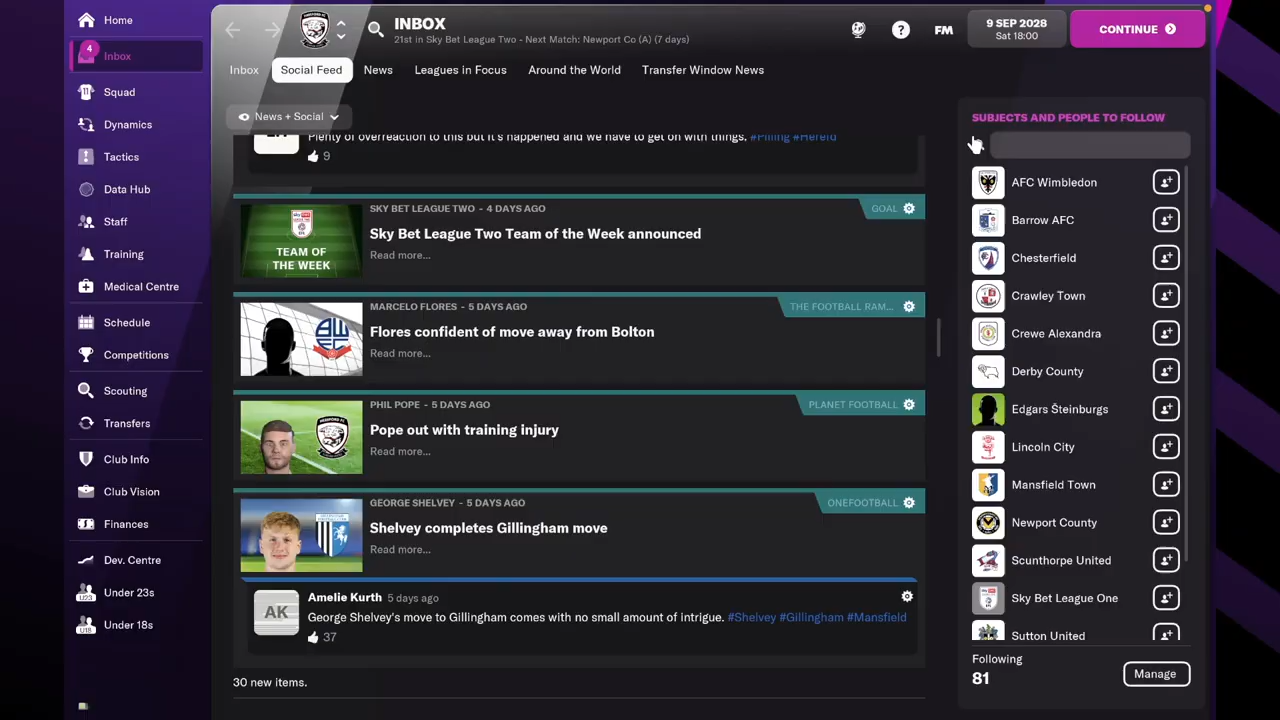 Home
4
Inbox
Squad
Dynamics
Tactics
Data Hub
Staff
Training
Medical Centre
Schedule
Competitions
Scouting
Transfers
Club Info
Club Vision
Finances
Dev. Centre
U23
Under 23s
U18
Under 18s
INBOX
21st in Sky Bet League Two - Next Match: Newport Co (A) (7 days)
?
FM
9 SEP 2028
Sat 18:00
CONTINUE
Inbox
Social Feed
News
Leagues in Focus
Around the World
Transfer Window News
News + Social
Plenty of overreaction to this but it's happened and we have to get on with things. #Pilling #Herefd
9
SKY BET LEAGUE TWO - 4 DAYS AGO
GOAL
TEAM OF
THE WEEK
Sky Bet League Two Team of the Week announced
Read more...
MARCELO FLORES - 5 DAYS AGO
THE FOOTBALL RAM...
Flores confident of move away from Bolton
Read more...
PHIL POPE - 5 DAYS AGO
PLANET FOOTBALL
Pope out with training injury
Read more...
GEORGE SHELVEY - 5 DAYS AGO
ONEFOOTBALL
Shelvey completes Gillingham move
Read more...
AK
Amelie Kurth 5 days ago
George Shelvey's move to Gillingham comes with no small amount of intrigue. #Shelvey #Gillingham #Mansfield
37
30 new items.
SUBJECTS AND PEOPLE TO FOLLOW
AFC Wimbledon
Barrow AFC
Chesterfield
Crawley Town
Crewe Alexandra
Derby County
Edgars Šteinburgs
Lincoln City
Mansfield Town
Newport County
Scunthorpe United
Sky Bet League One
Sutton United
Following
81
Manage